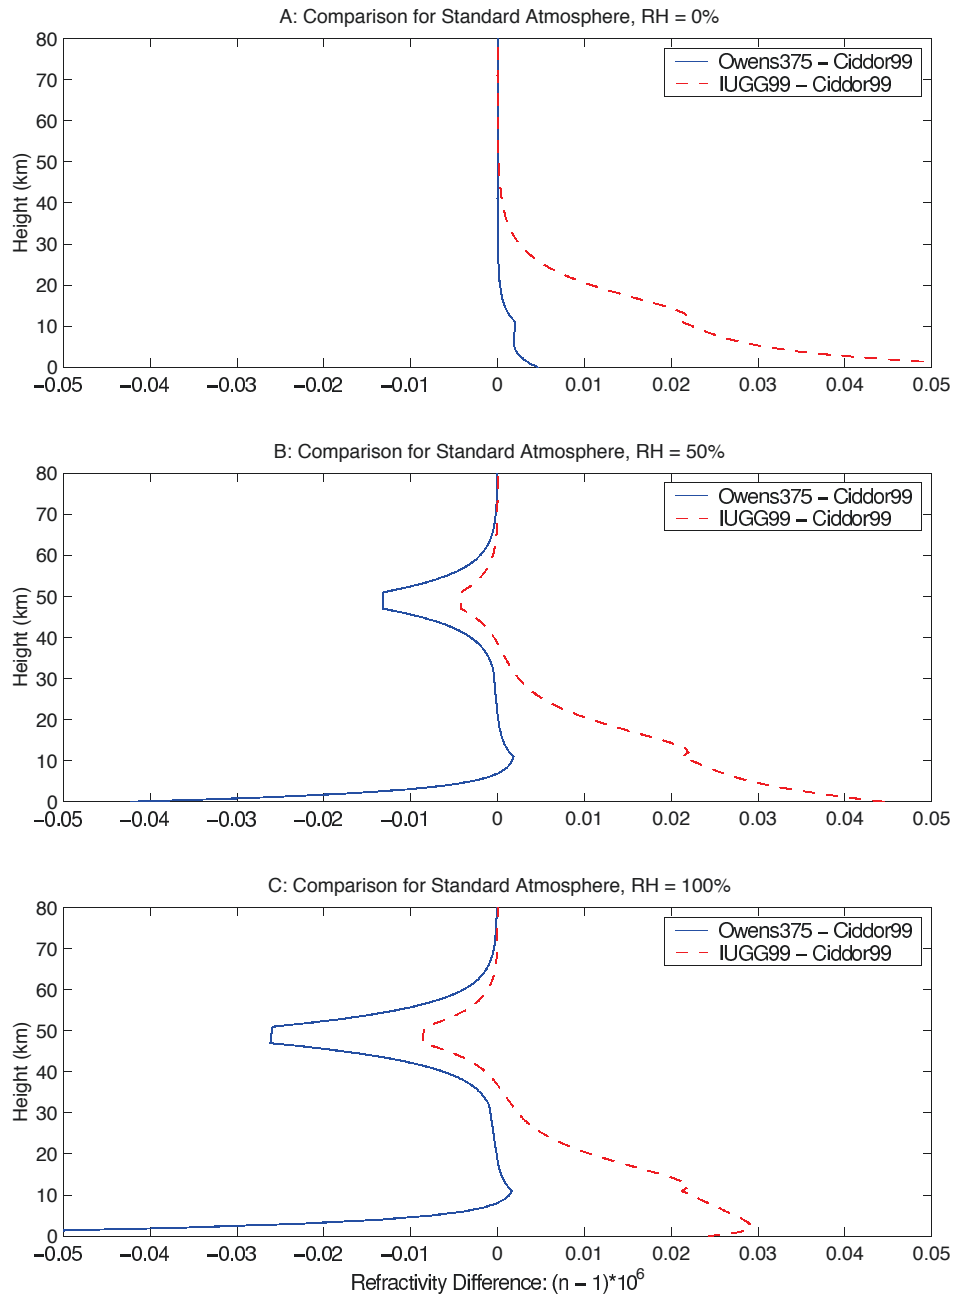 A: Comparison for Standard Atmosphere, RH = 0%
80
70
60
50
40
30
20
10
0
Height (km)
Owens375 − Ciddor99
IUGG99 − Ciddor99
−0.05 −0.04 −0.03 −0.02 −0.01 0 0.01 0.02 0.03 0.04 0.05
B: Comparison for Standard Atmosphere, RH = 50%
80
70
60
50
40
30
20
10
0
Height (km)
Owens375 − Ciddor99
IUGG99 − Ciddor99
−0.05 −0.04 −0.03 −0.02 −0.01 0 0.01 0.02 0.03 0.04 0.05
C: Comparison for Standard Atmosphere, RH = 100%
80
70
60
50
40
30
20
10
0
Height (km)
Owens375 − Ciddor99
IUGG99 − Ciddor99
−0.05 −0.04 −0.03 −0.02 −0.01 0 0.01 0.02 0.03 0.04 0.05
Refractivity Difference: (n − 1)*10⁶